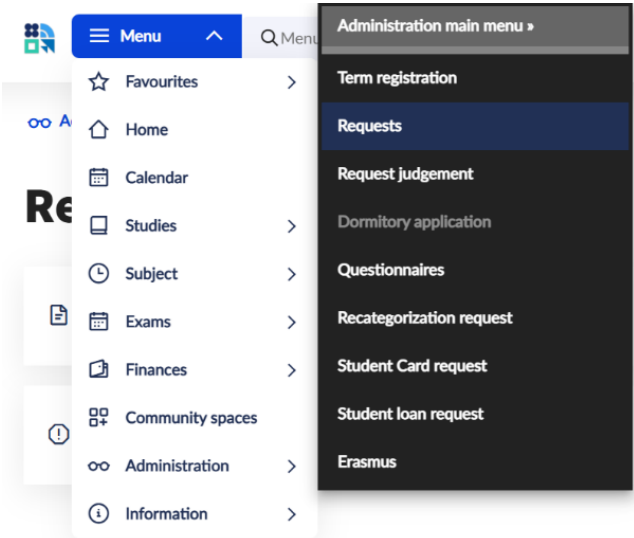 Menu
Menu
Administration main menu »
Favourites
Term registration
A
Home
Requests
Calendar
Request judgement
Re
Studies
Dormitory application
Subject
Questionnaires
Exams
Recategorization request
Finances
Student Card request
Community spaces
Student loan request
Administration
Erasmus
Information